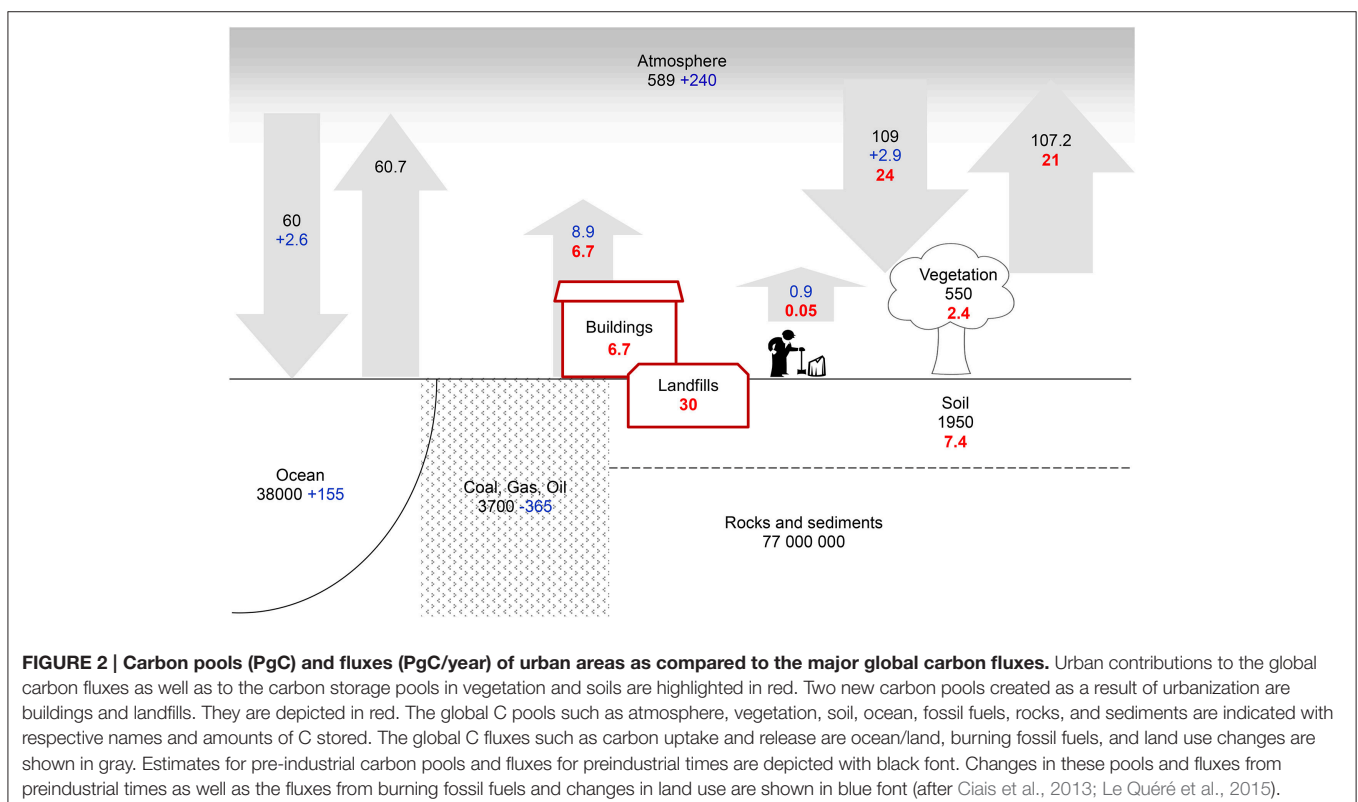 Atmosphere
589 +240
60
+2.6
60.7
8.9
6.7
0.9
0.05
109
+2.9
24
107.2
21
Buildings
6.7
Landfills
30
Vegetation
550
2.4
Soil
1950
7.4
Ocean
38000 +155
Coal, Gas, Oil
3700 -365
Rocks and sediments
77 000 000
FIGURE 2 | Carbon pools (PgC) and fluxes (PgC/year) of urban areas as compared to the major global carbon fluxes. Urban contributions to the global
carbon fluxes as well as to the carbon storage pools in vegetation and soils are highlighted in red. Two new carbon pools created as a result of urbanization are
buildings and landfills. They are depicted in red. The global C pools such as atmosphere, vegetation, soil, ocean, fossil fuels, rocks, and sediments are indicated with
respective names and amounts of C stored. The global C fluxes such as carbon uptake and release are ocean/land, burning fossil fuels, and land use changes are
shown in gray. Estimates for pre-industrial carbon pools and fluxes for preindustrial times are depicted with black font. Changes in these pools and fluxes from
preindustrial times as well as the fluxes from burning fossil fuels and changes in land use are shown in blue font (after Ciais et al., 2013; Le Quéré et al., 2015).